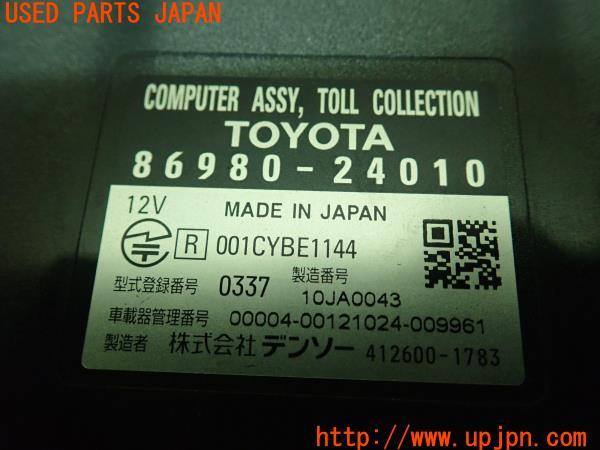 USED PARTS JAPAN
COMPUTER ASSY, TOLL COLLECTION
TOYOTA
86980-24010
12V MADE IN JAPAN
R 001CYBE1144
型式登録番号 0337 製造番号 10JA0043
車載器管理番号 00004-00121024-009961
製造者 株式会社 デンソー 412600-1783
http://www.upjpn.com